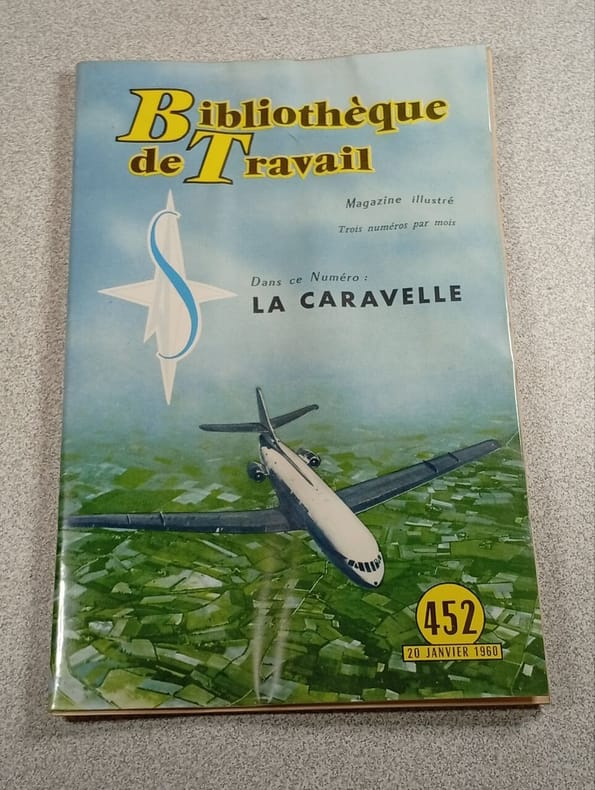 Bibliothèque
de Travail
Magazine illustré
Trois numéros par mois
Dans ce Numéro :
LA CARAVELLE
S
452
20 JANVIER 1960